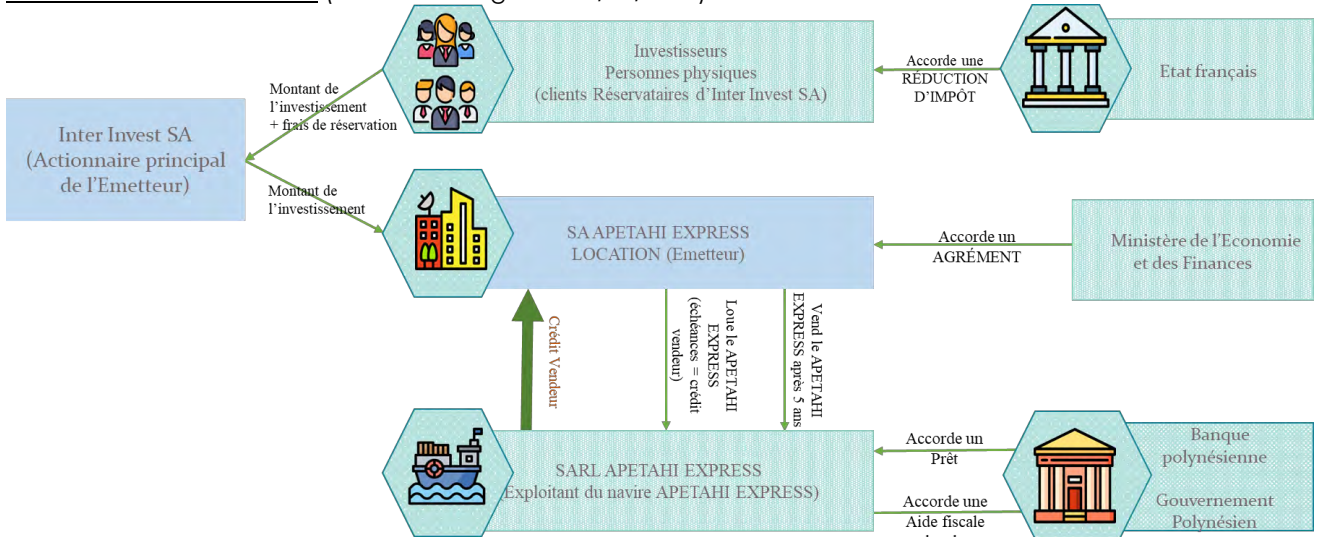 Investisseurs
Personnes physiques
(clients Réservataires d'Inter Invest SA)
Accorde une
RÉDUCTION
D'IMPÔT
Etat français
Montant de
l'investissement
+ frais de réservation
Inter Invest SA
(Actionnaire principal
de l'Emetteur)
Montant de
l'investissement
SA APETAHI EXPRESS
LOCATION (Emetteur)
Accorde un
AGRÉMENT
Ministère de l'Economie
et des Finances
Crédit Vendeur
Loue le APETAHI
EXPRESS
(échéances = crédit
vendeur)
Vend le APETAHI
EXPRESS après 5 ans
SARL APETAHI EXPRESS
Exploitant du navire APETAHI EXPRESS)
Accorde un
Prêt
Accorde une
Aide fiscale
Banque
polynésienne
Gouvernement
Polynésien